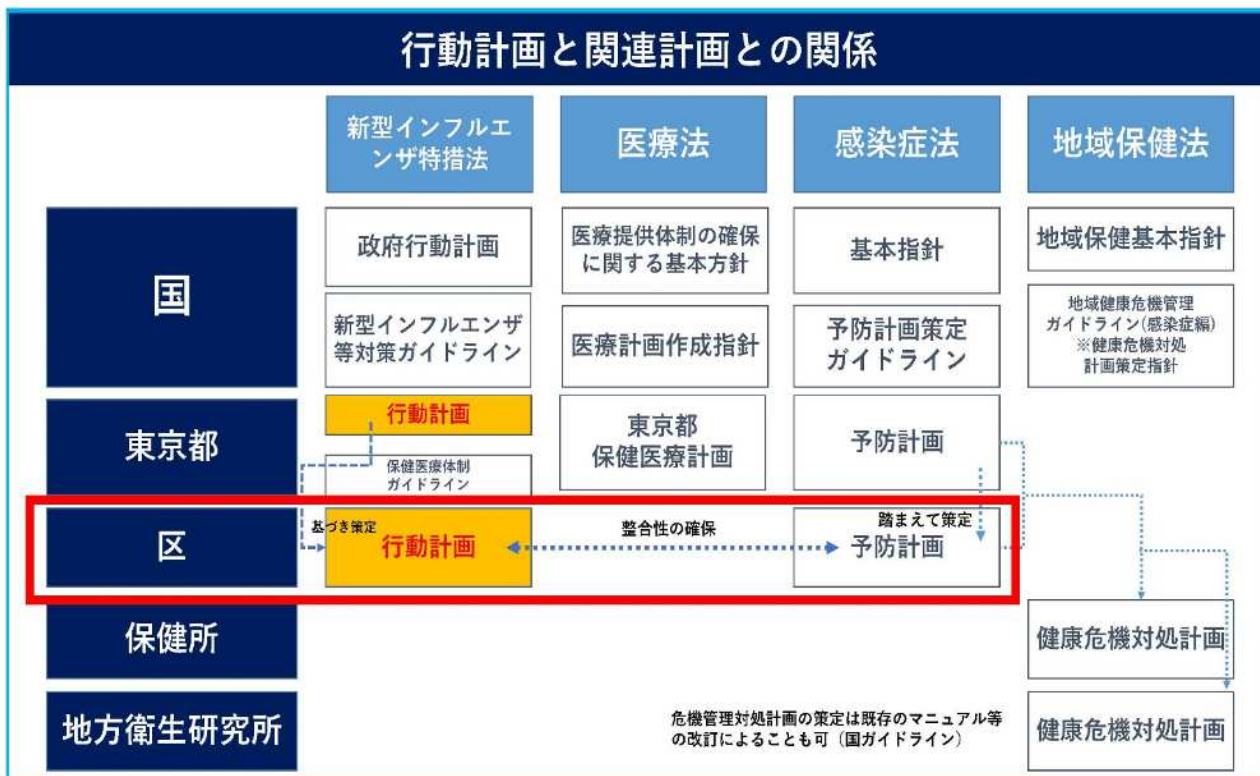 行動計画と関連計画との関係
新型インフルエ
ンザ特措法
医療法
感染症法
地域保健法
国
政府行動計画
医療提供体制の確保
に関する基本方針
基本指針
地域保健基本指針
新型インフルエンザ
等対策ガイドライン
医療計画作成指針
予防計画策定
ガイドライン
地域健康危機管理
ガイドライン(感染症編)
※健康危機対処
計画策定指針
東京都
行動計画
保健医療体制
ガイドライン
東京都
保健医療計画
予防計画
区
基づき策定
行動計画
整合性の確保
踏まえて策定
予防計画
保健所
健康危機対処計画
地方衛生研究所
危機管理対処計画の策定は既存のマニュアル等
の改訂によることも可（国ガイドライン）
健康危機対処計画